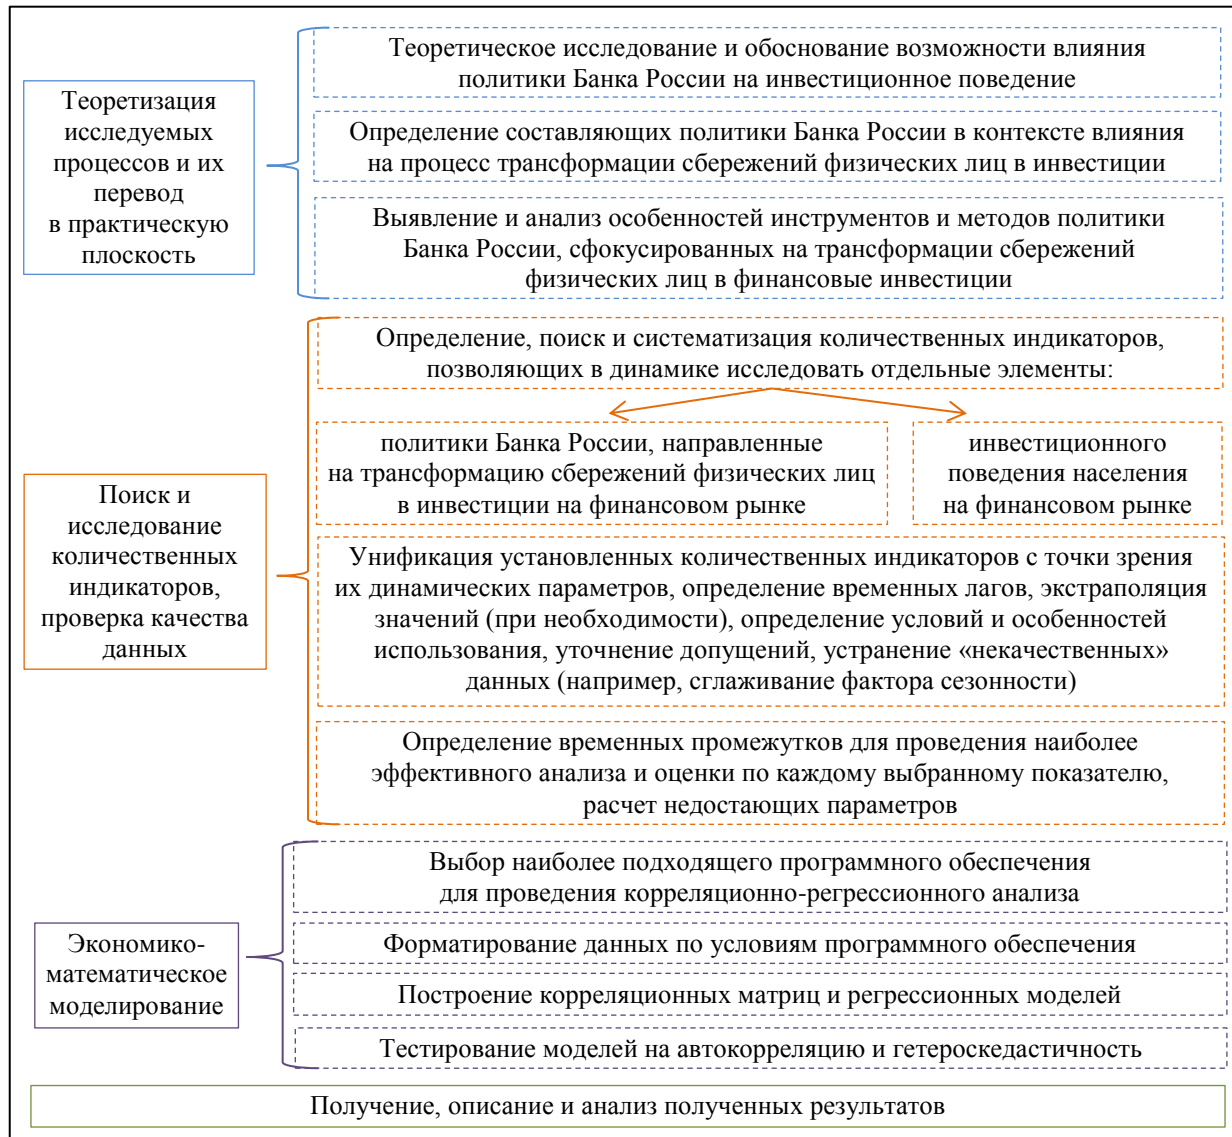 Теоретизация
исследуемых
процессов и их
перевод
в практическую
плоскость
Теоретическое исследование и обоснование возможности влияния
политики Банка России на инвестиционное поведение
Определение составляющих политики Банка России в контексте влияния
на процесс трансформации сбережений физических лиц в инвестиции
Выявление и анализ особенностей инструментов и методов политики
Банка России, сфокусированных на трансформации сбережений
физических лиц в финансовые инвестиции
Поиск и
исследование
количественных
индикаторов,
проверка качества
данных
Определение, поиск и систематизация количественных индикаторов,
позволяющих в динамике исследовать отдельные элементы:
политики Банка России, направленные
на трансформацию сбережений физических лиц
в инвестиции на финансовом рынке
инвестиционного
поведения населения
на финансовом рынке
Унификация установленных количественных индикаторов с точки зрения
их динамических параметров, определение временных лагов, экстраполяция
значений (при необходимости), определение условий и особенностей
использования, уточнение допущений, устранение «некачественных»
данных (например, сглаживание фактора сезонности)
Определение временных промежутков для проведения наиболее
эффективного анализа и оценки по каждому выбранному показателю,
расчет недостающих параметров
Экономико-
математическое
моделирование
Выбор наиболее подходящего программного обеспечения
для проведения корреляционно-регрессионного анализа
Форматирование данных по условиям программного обеспечения
Построение корреляционных матриц и регрессионных моделей
Тестирование моделей на автокорреляцию и гетероскедастичность
Получение, описание и анализ полученных результатов